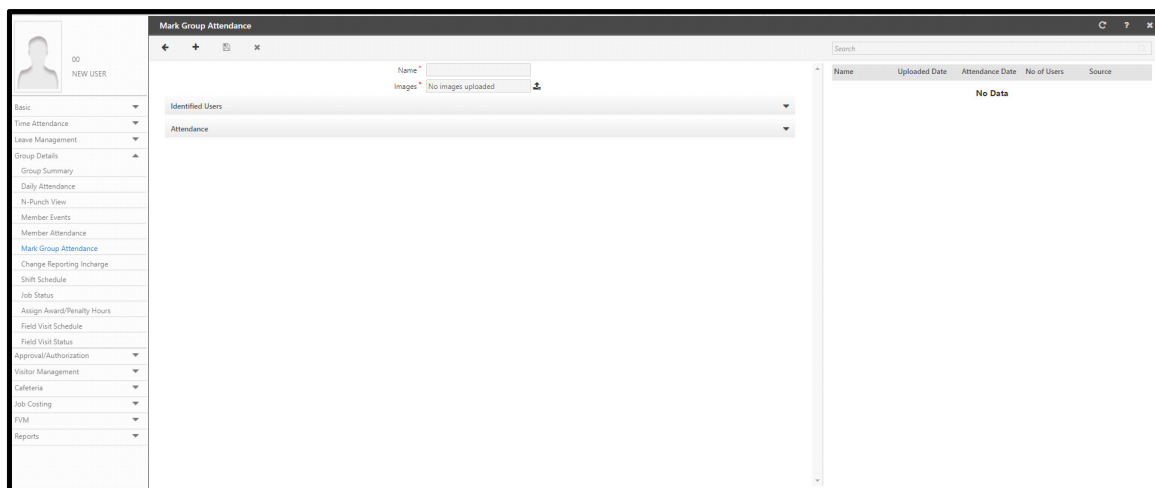 Mark Group Attendance
? 
00
NEW USER
Basic
Time Attendance
Leave Management
Group Details
Group Summary
Daily Attendance
N-Punch View
Member Events
Member Attendance
Mark Group Attendance
Change Reporting Incharge
Shift Schedule
Job Status
Assign Award/Penalty Hours
Field Visit Schedule
Field Visit Status
Approval/Authorization
Visitor Management
Cafeteria
Job Costing
FVM
Reports
Name *
Images * No images uploaded
Identified Users
Attendance
Search
Name Uploaded Date Attendance Date No of Users Source
No Data